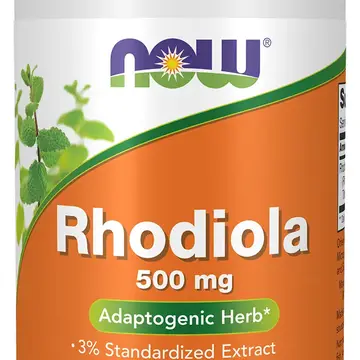 NOW®
Rhodiola
500 mg
Adaptogenic Herb*
• 3% Standardized Extract